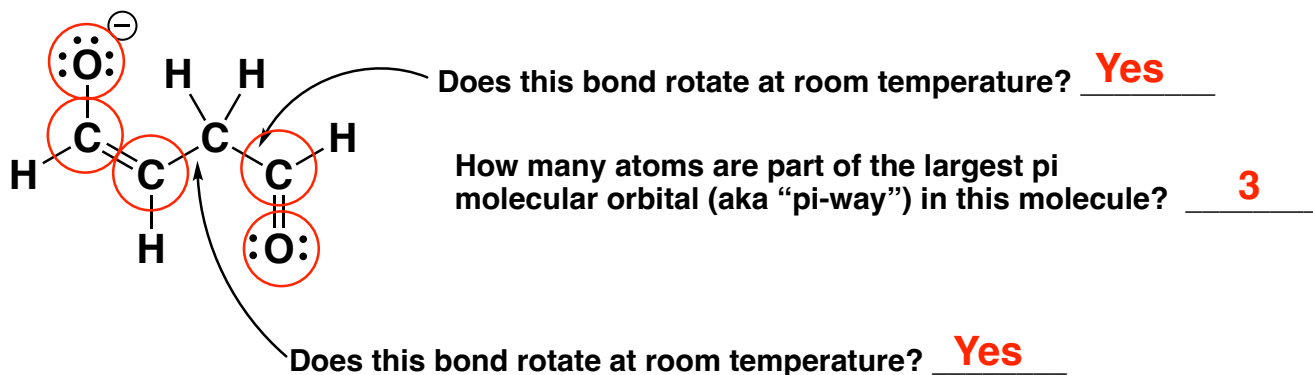 O
H H
Does this bond rotate at room temperature? Yes
C C H
H C C
How many atoms are part of the largest pi
molecular orbital (aka “pi-way”) in this molecule? 3
H O
Does this bond rotate at room temperature? Yes